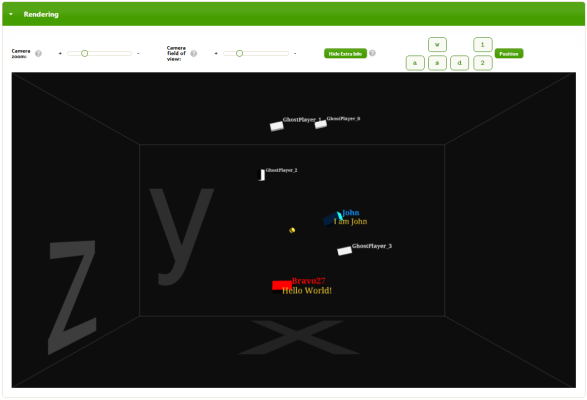 Rendering
Camera zoom: ? + -
Camera field of view: ? + -
Hide Extra Info ?
w 1
a s d 2 Position
GhostPlayer_1 GhostPlayer_0
GhostPlayer_2
y
John
I am John
GhostPlayer_3
z
Bravo27
Hello World!
x